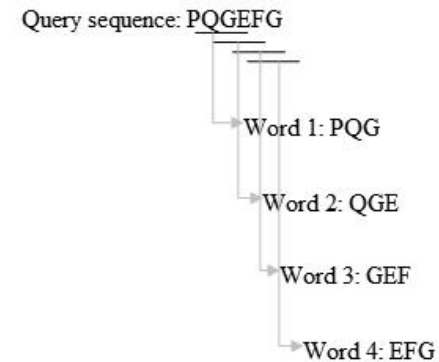 Query sequence: PQGEFG
Word 1: PQG
Word 2: QGE
Word 3: GEF
Word 4: EFG